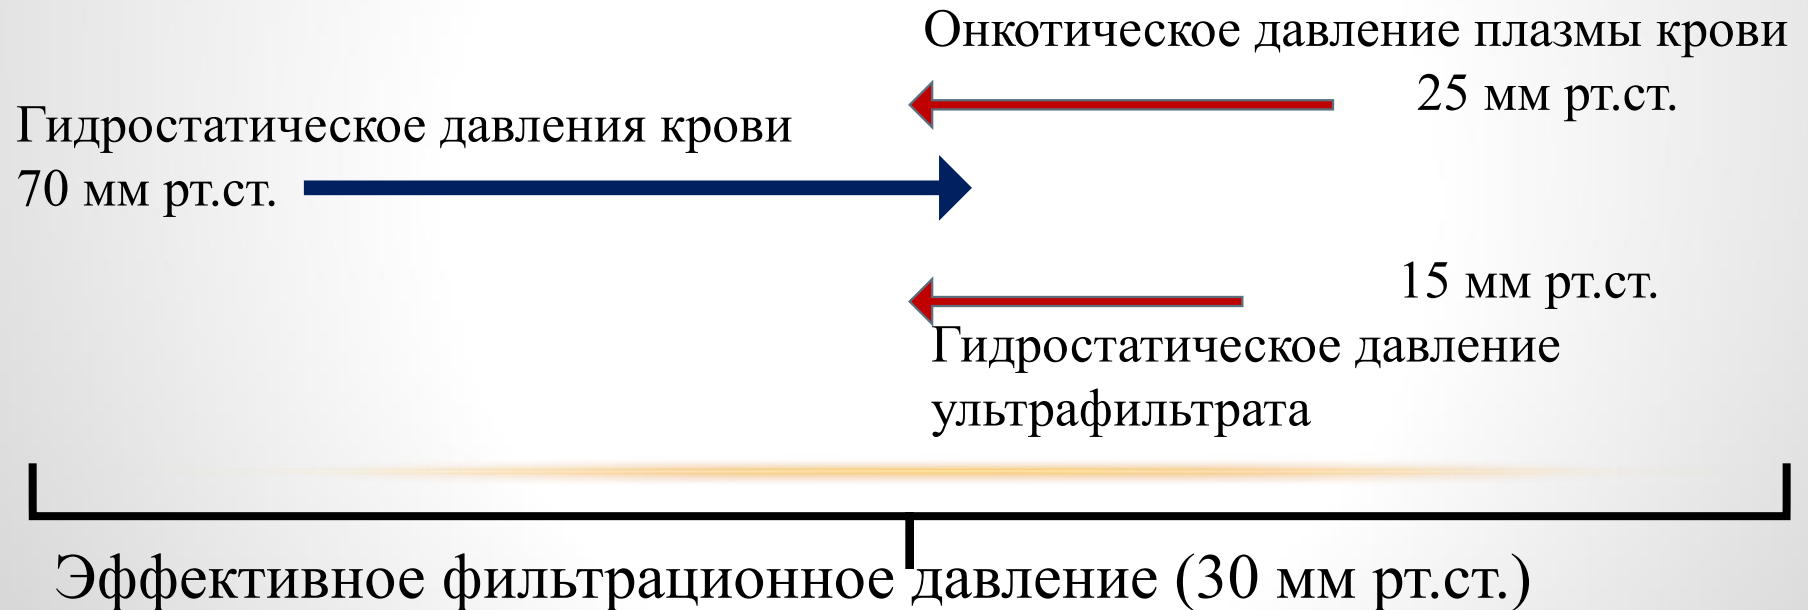 Онкотическое давление плазмы крови
25 мм рт.ст.
Гидростатическое давления крови
70 мм рт.ст.
15 мм рт.ст.
Гидростатическое давление
ультрафильтрата
Эффективное фильтрационное давление (30 мм рт.ст.)